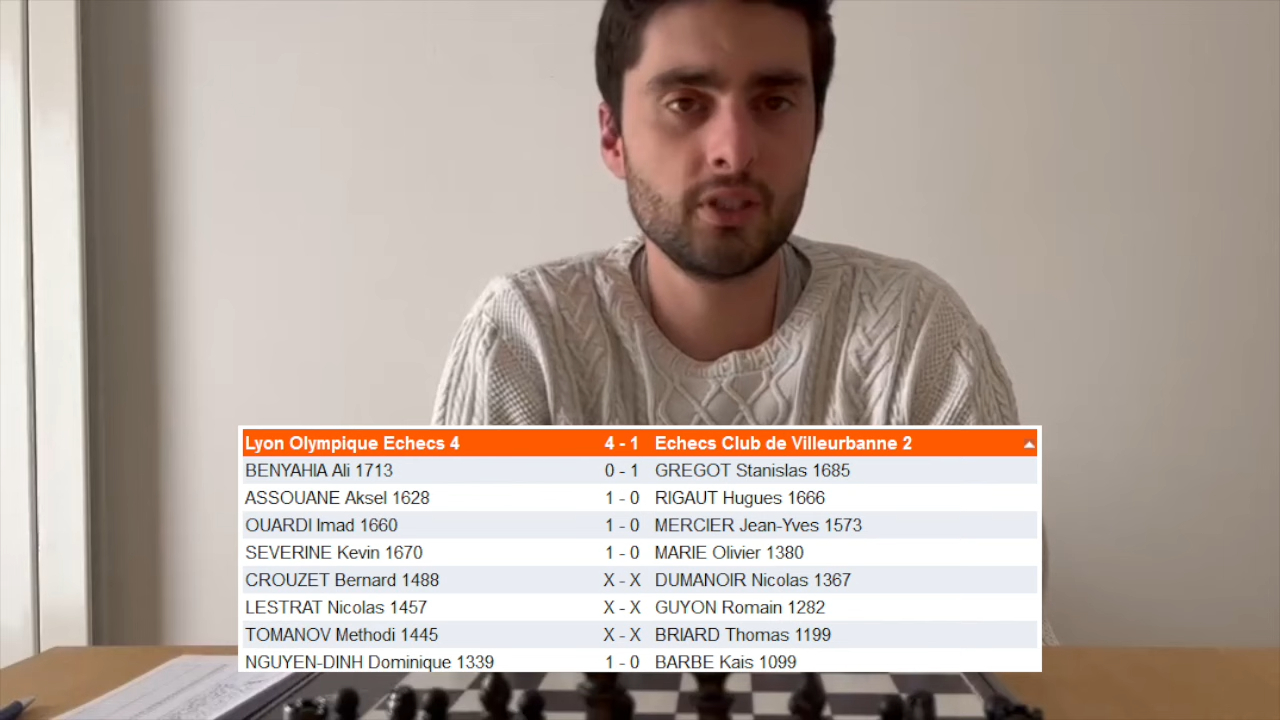 Lyon Olympique Echecs 4 4 - 1 Echecs Club de Villeurbanne 2
BENYAHIA Ali 1713 0 - 1 GREGOT Stanislas 1685
ASSOUANE Aksel 1628 1 - 0 RIGAUT Hugues 1666
OUARDI Imad 1660 1 - 0 MERCIER Jean-Yves 1573
SEVERINE Kevin 1670 1 - 0 MARIE Olivier 1380
CROUZET Bernard 1488 X - X DUMANOIR Nicolas 1367
LESTRAT Nicolas 1457 X - X GUYON Romain 1282
TOMANOV Methodi 1445 X - X BRIARD Thomas 1199
NGUYEN-DINH Dominique 1339 1 - 0 BARBE Kais 1099